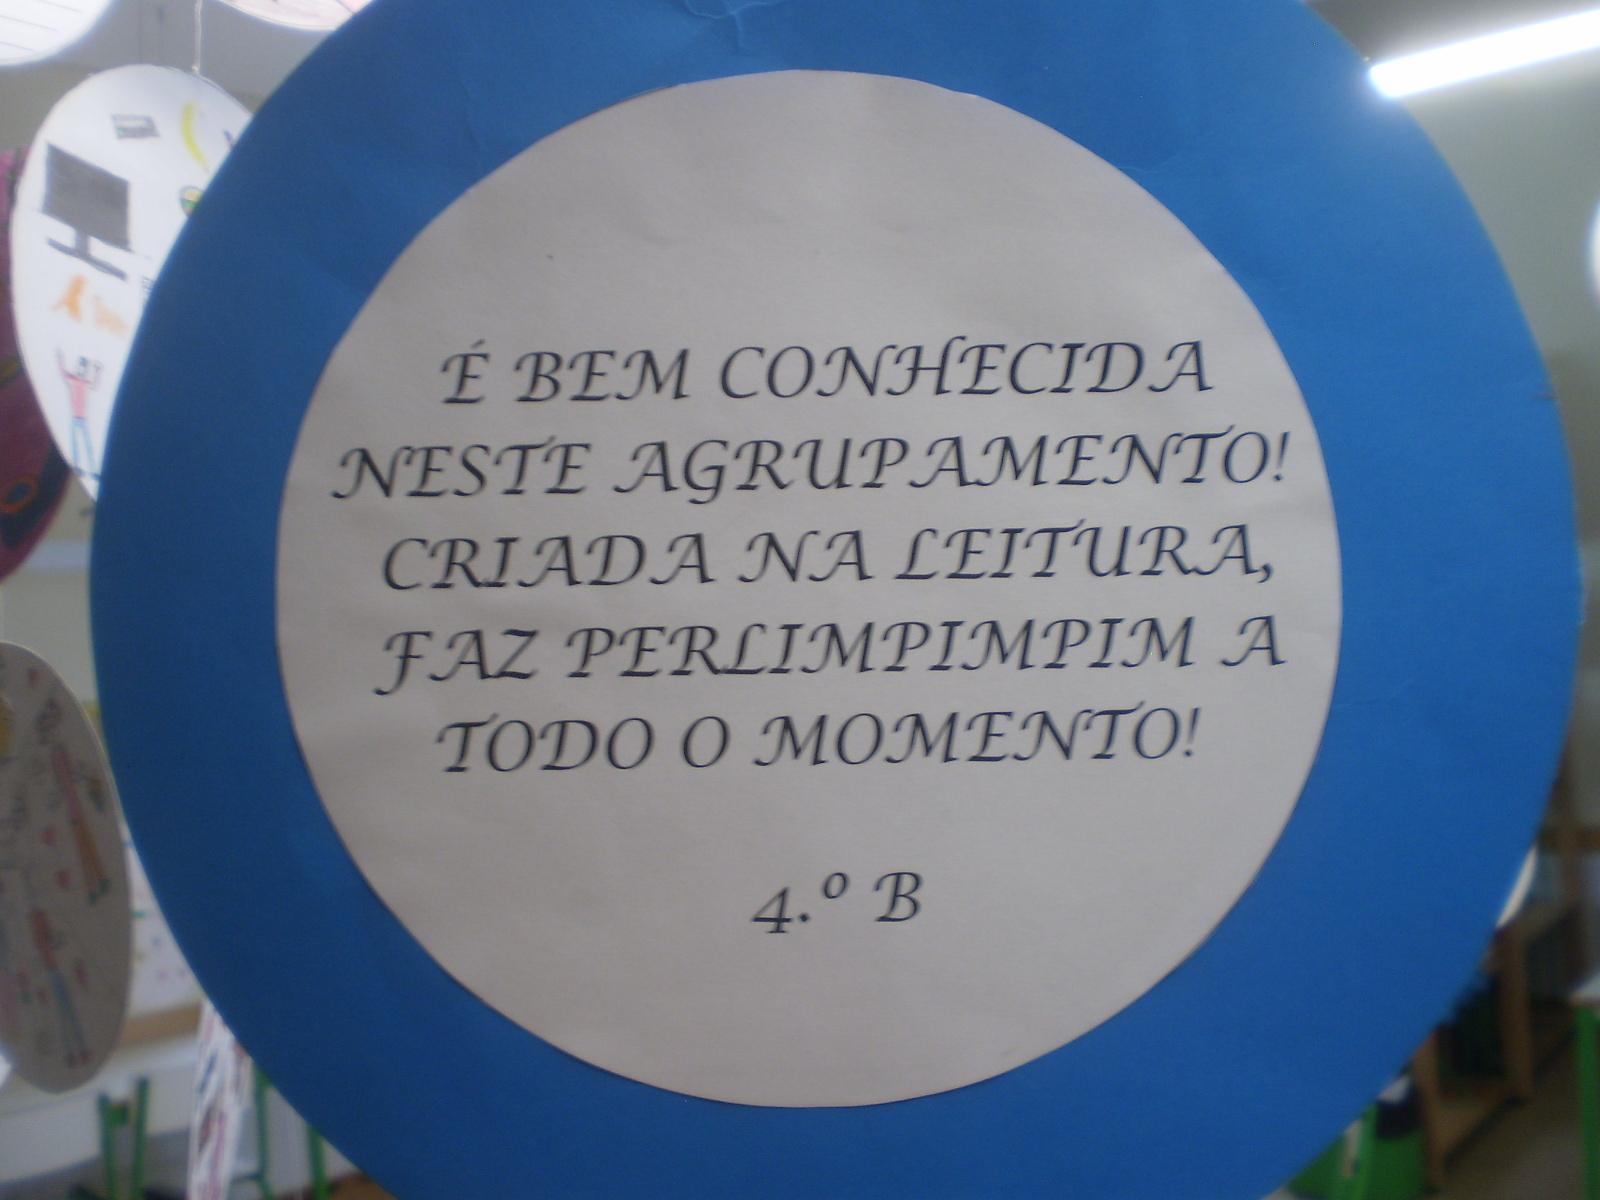 É BEM CONHECIDA
NESTE AGRUPAMENTO!
CRIADA NA LEITURA,
FAZ PERLIMPIMPIM A
TODO O MOMENTO!
4.º B